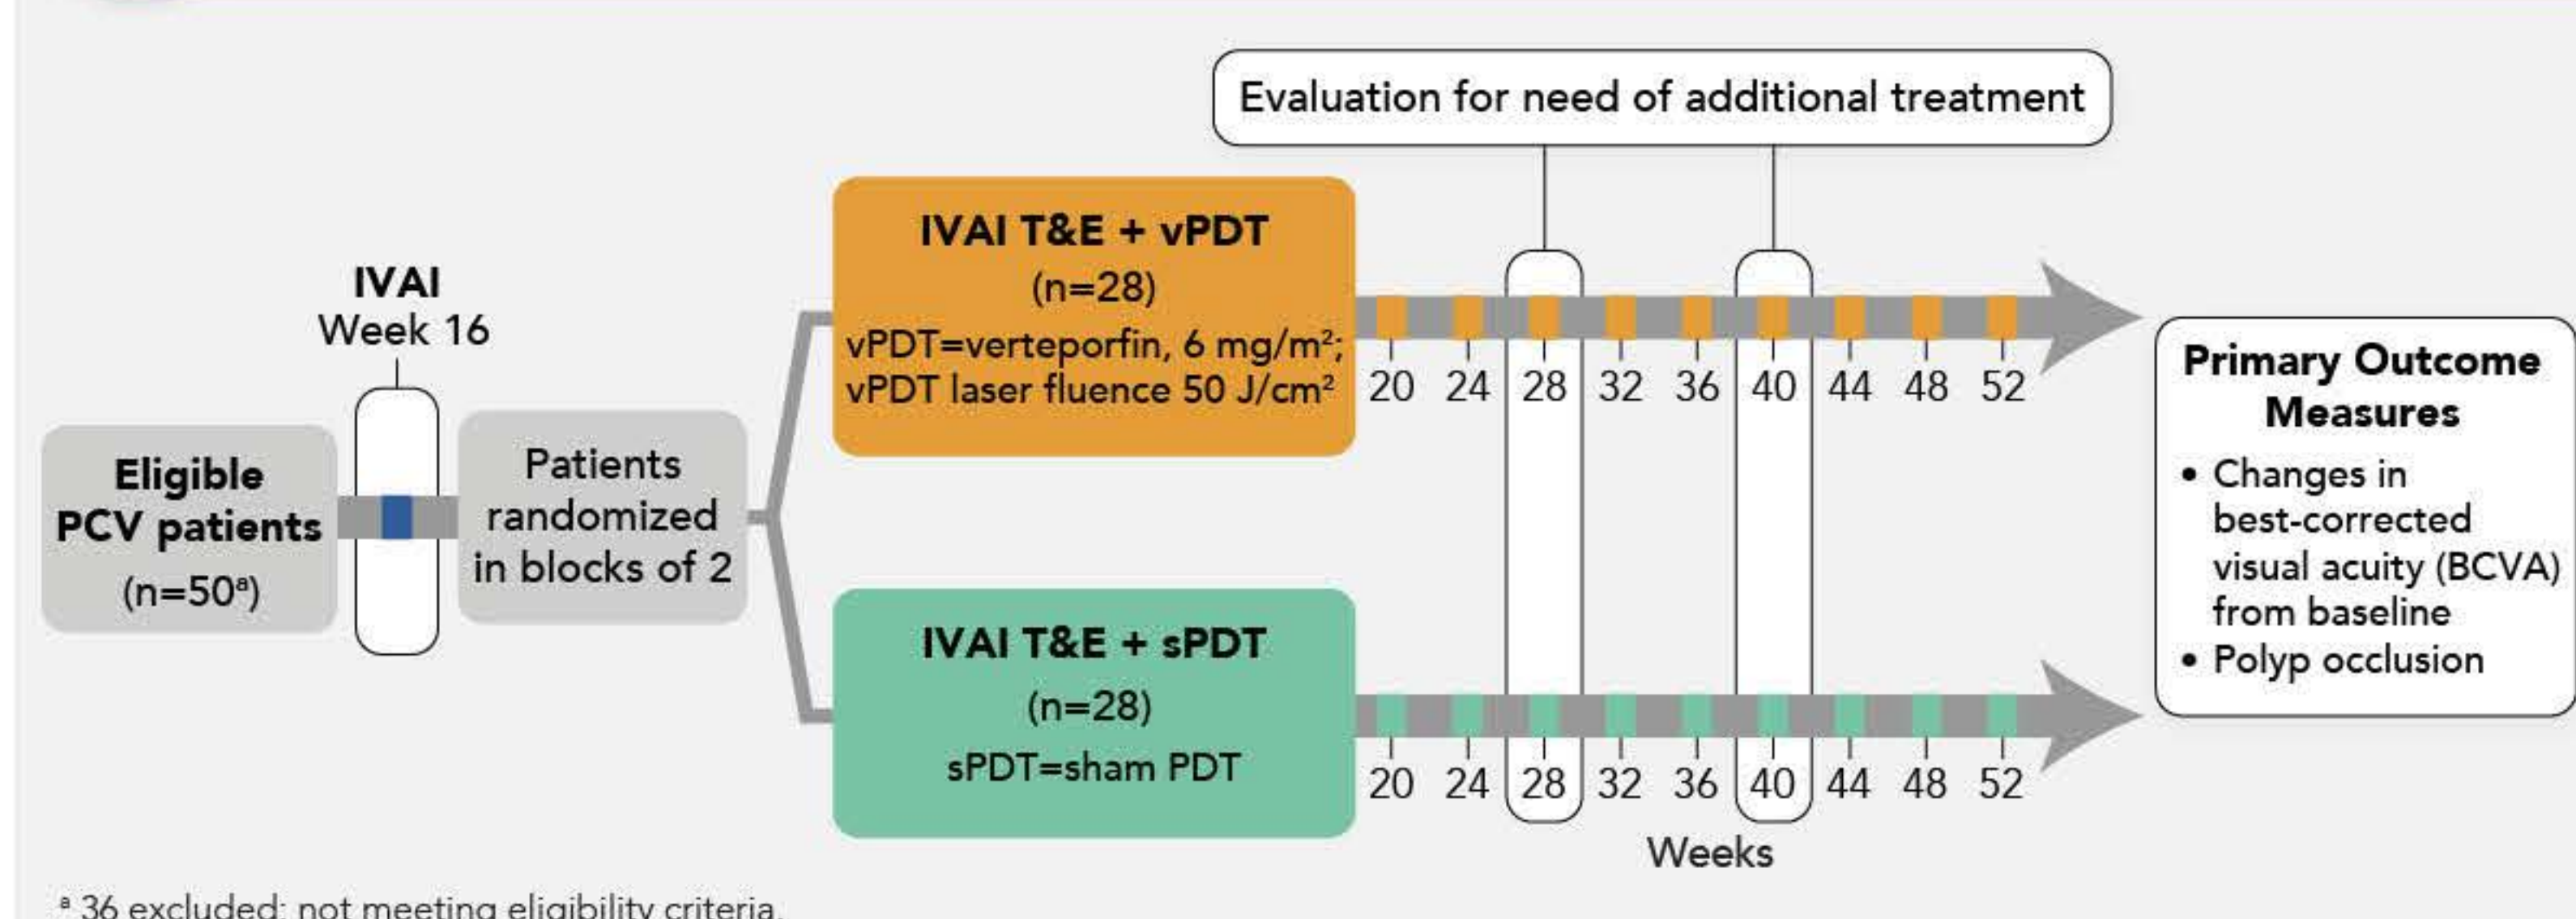 Evaluation for need of additional treatment
IVAI
Week 16
Eligible
PCV patients
(n=50ᵃ)
Patients
randomized
in blocks of 2
IVAI T&E + vPDT
(n=28)
vPDT=verteporfin, 6 mg/m²;
vPDT laser fluence 50 J/cm²
20 24 28 32 36 40 44 48 52
IVAI T&E + sPDT
(n=28)
sPDT=sham PDT
20 24 28 32 36 40 44 48 52
Weeks
Primary Outcome
Measures
• Changes in
best-corrected
visual acuity (BCVA)
from baseline
• Polyp occlusion
ᵃ 36 excluded: not meeting eligibility criteria.